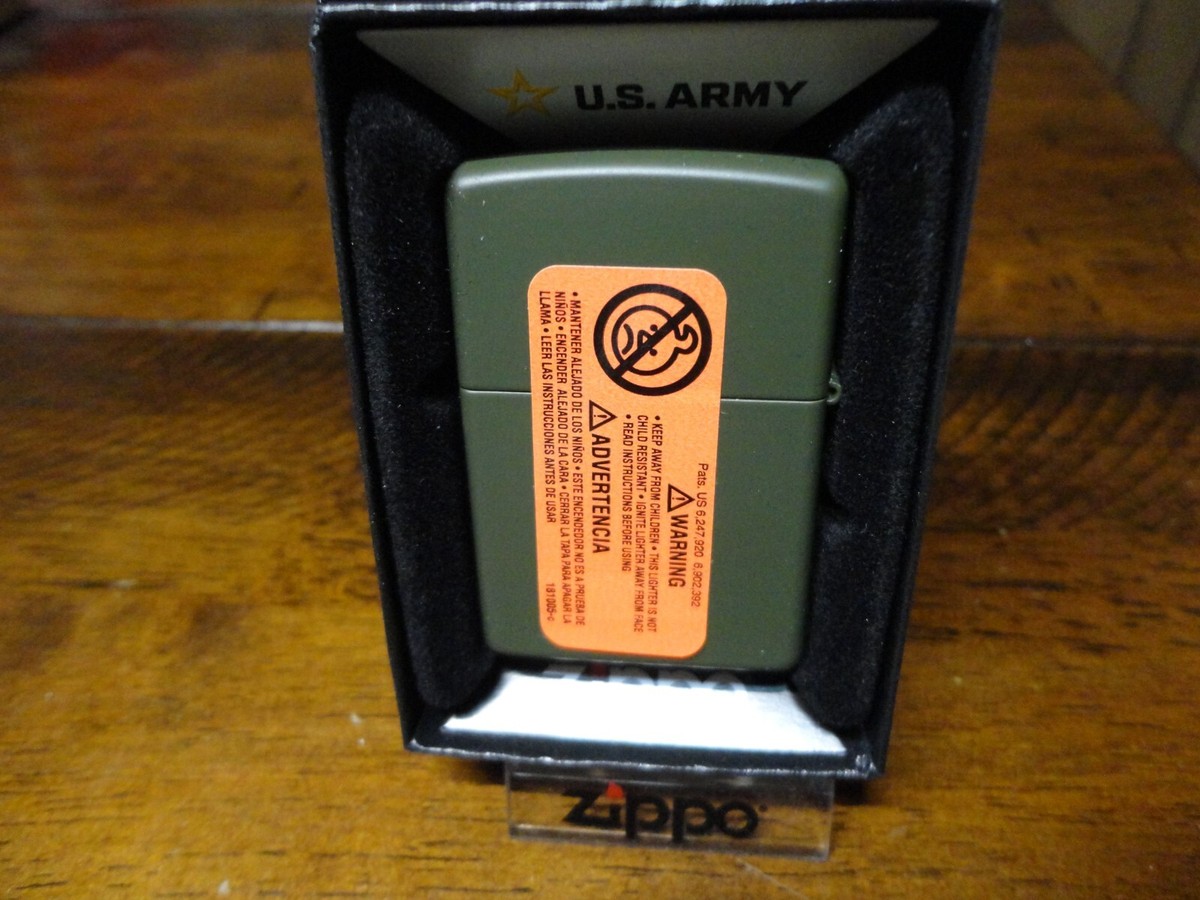 U.S. ARMY
Pats. US 6,247,920 6,902,392
WARNING
• KEEP AWAY FROM CHILDREN • THIS LIGHTER IS NOT
CHILD RESISTANT • IGNITE LIGHTER AWAY FROM FACE
• READ INSTRUCTIONS BEFORE USING
ADVERTENCIA
• MANTENER ALEJADO DE LOS NIÑOS • ESTE ENCENDEDOR NO ES A PRUEBA DE
NIÑOS • ENCENDER ALEJADO DE LA CARA • CERRAR LA TAPA PARA APAGAR LA
LLAMA • LEER LAS INSTRUCCIONES ANTES DE USAR
zippo
zippo